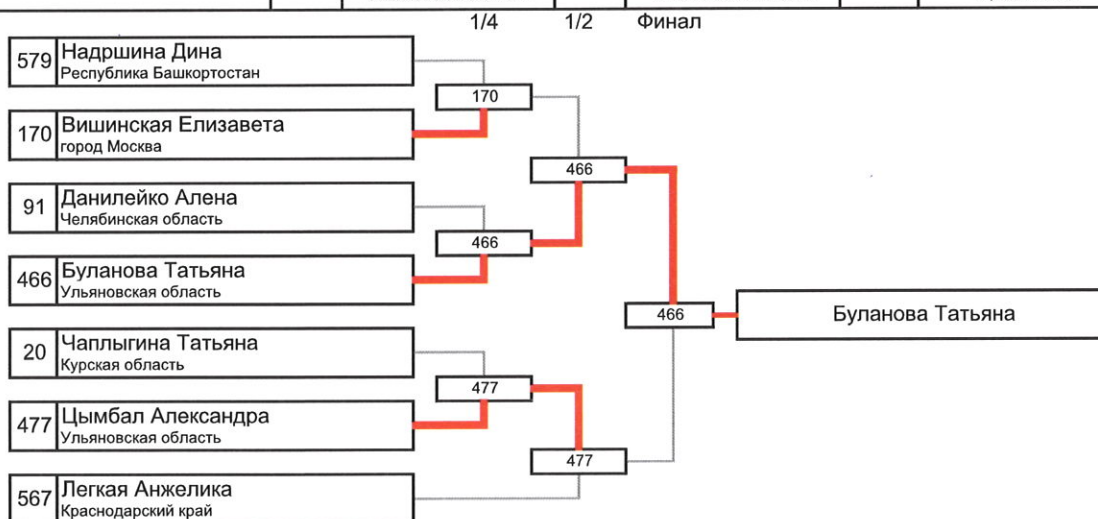 1/4 1/2 Финал
579 Надршина Дина
Республика Башкортостан
170
170 Вишинская Елизавета
город Москва
466
91 Данилейко Алена
Челябинская область
466
466 Буланова Татьяна
Ульяновская область
466 Буланова Татьяна
20 Чаплыгина Татьяна
Курская область
477
477 Цымбал Александра
Ульяновская область
477
567 Легкая Анжелика
Краснодарский край